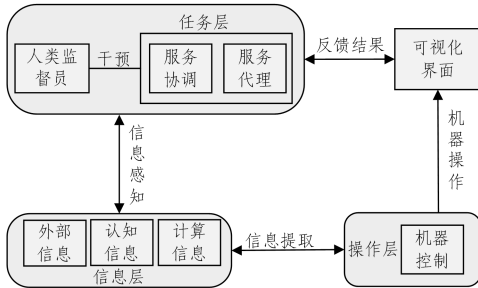 任务层
人类监
督员
干预
服务
协调
服务
代理
反馈结果
可视化
界面
信息感知
机器操作
外部
信息
认知
信息
计算
信息
信息层
信息提取
操作层
机器
控制